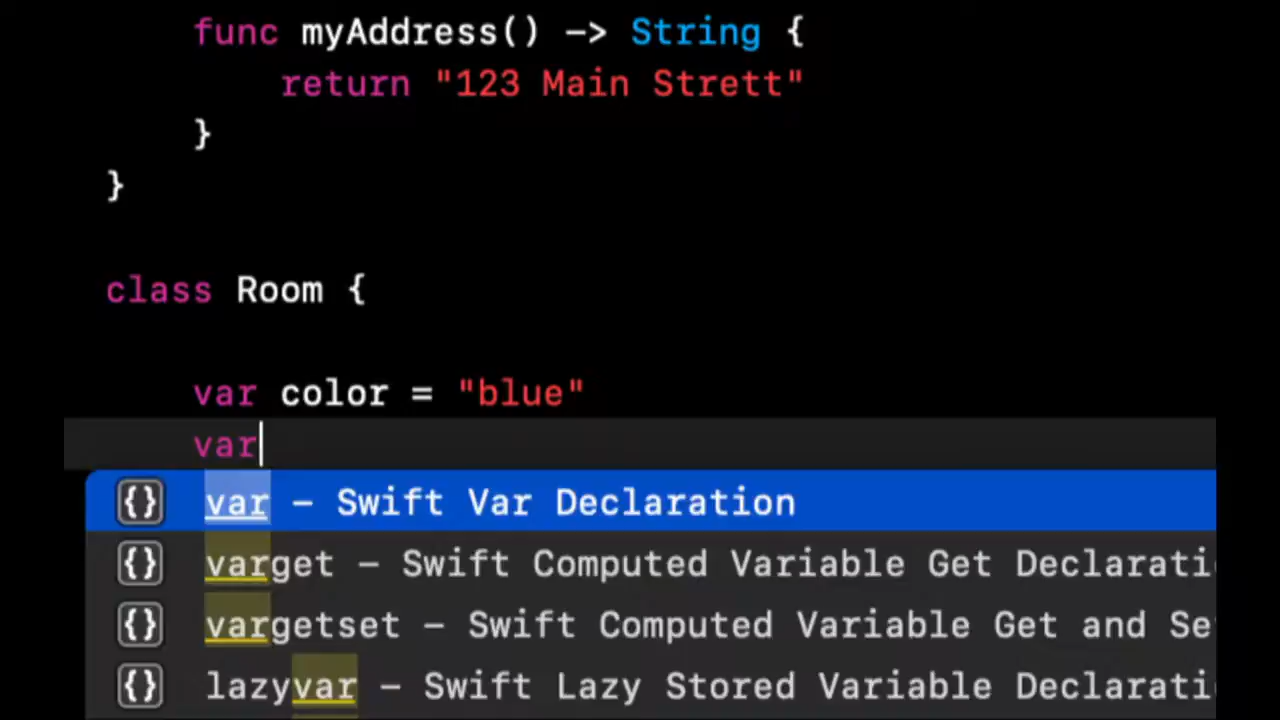 func myAddress() -> String {
return "123 Main Strett"
}
}
class Room {
var color = "blue"
var
{} var – Swift Var Declaration
{} varget – Swift Computed Variable Get Declarati
{} vargetset – Swift Computed Variable Get and Se
{} lazyvar – Swift Lazy Stored Variable Declarati